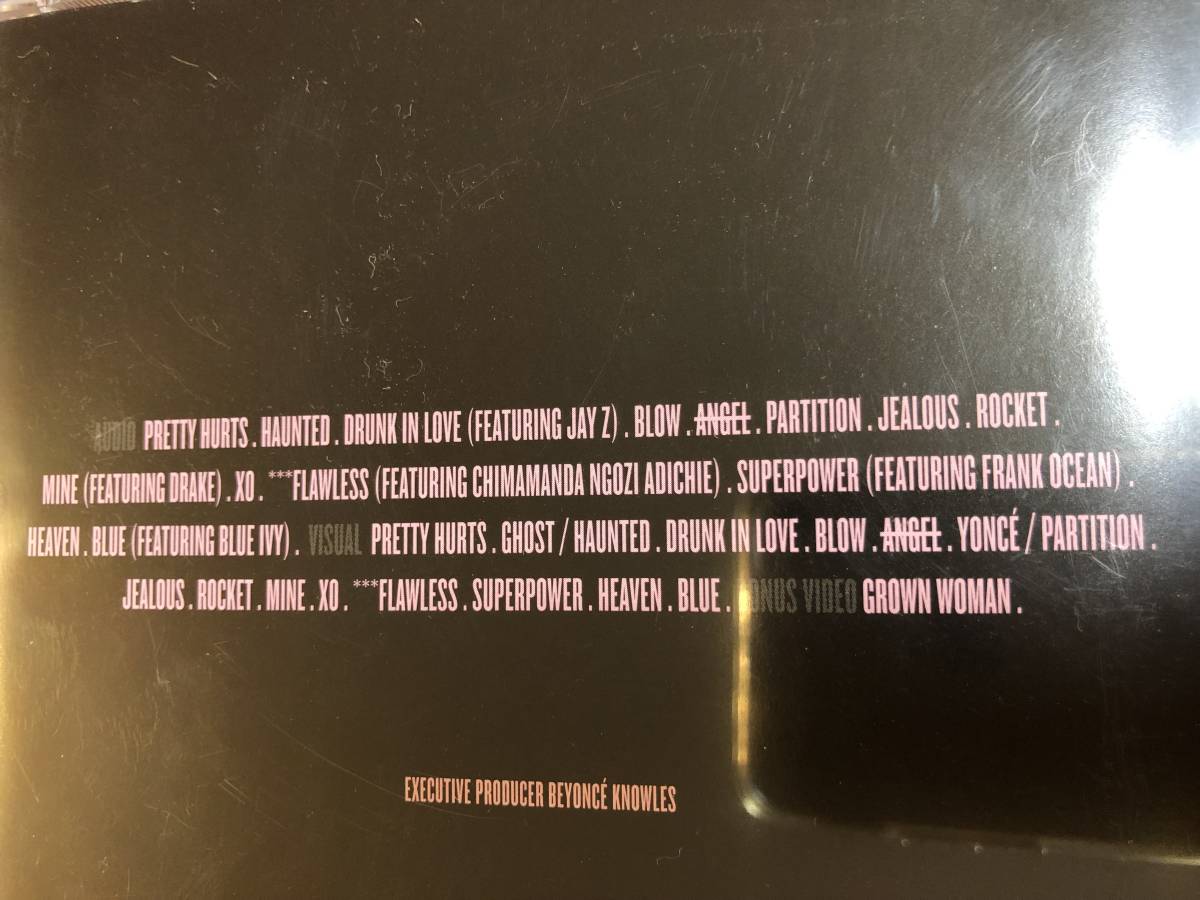 AUDIO PRETTY HURTS . HAUNTED . DRUNK IN LOVE (FEATURING JAY Z) . BLOW . ANGEL . PARTITION . JEALOUS . ROCKET .
MINE (FEATURING DRAKE) . XO . ***FLAWLESS (FEATURING CHIMAMANDA NGOZI ADICHIE) . SUPERPOWER (FEATURING FRANK OCEAN) .
HEAVEN . BLUE (FEATURING BLUE IVY) . VISUAL PRETTY HURTS . GHOST / HAUNTED . DRUNK IN LOVE . BLOW . ANGEL . YONCÉ / PARTITION .
JEALOUS . ROCKET . MINE . XO . ***FLAWLESS . SUPERPOWER . HEAVEN . BLUE . BONUS VIDEO GROWN WOMAN .
EXECUTIVE PRODUCER BEYONCÉ KNOWLES